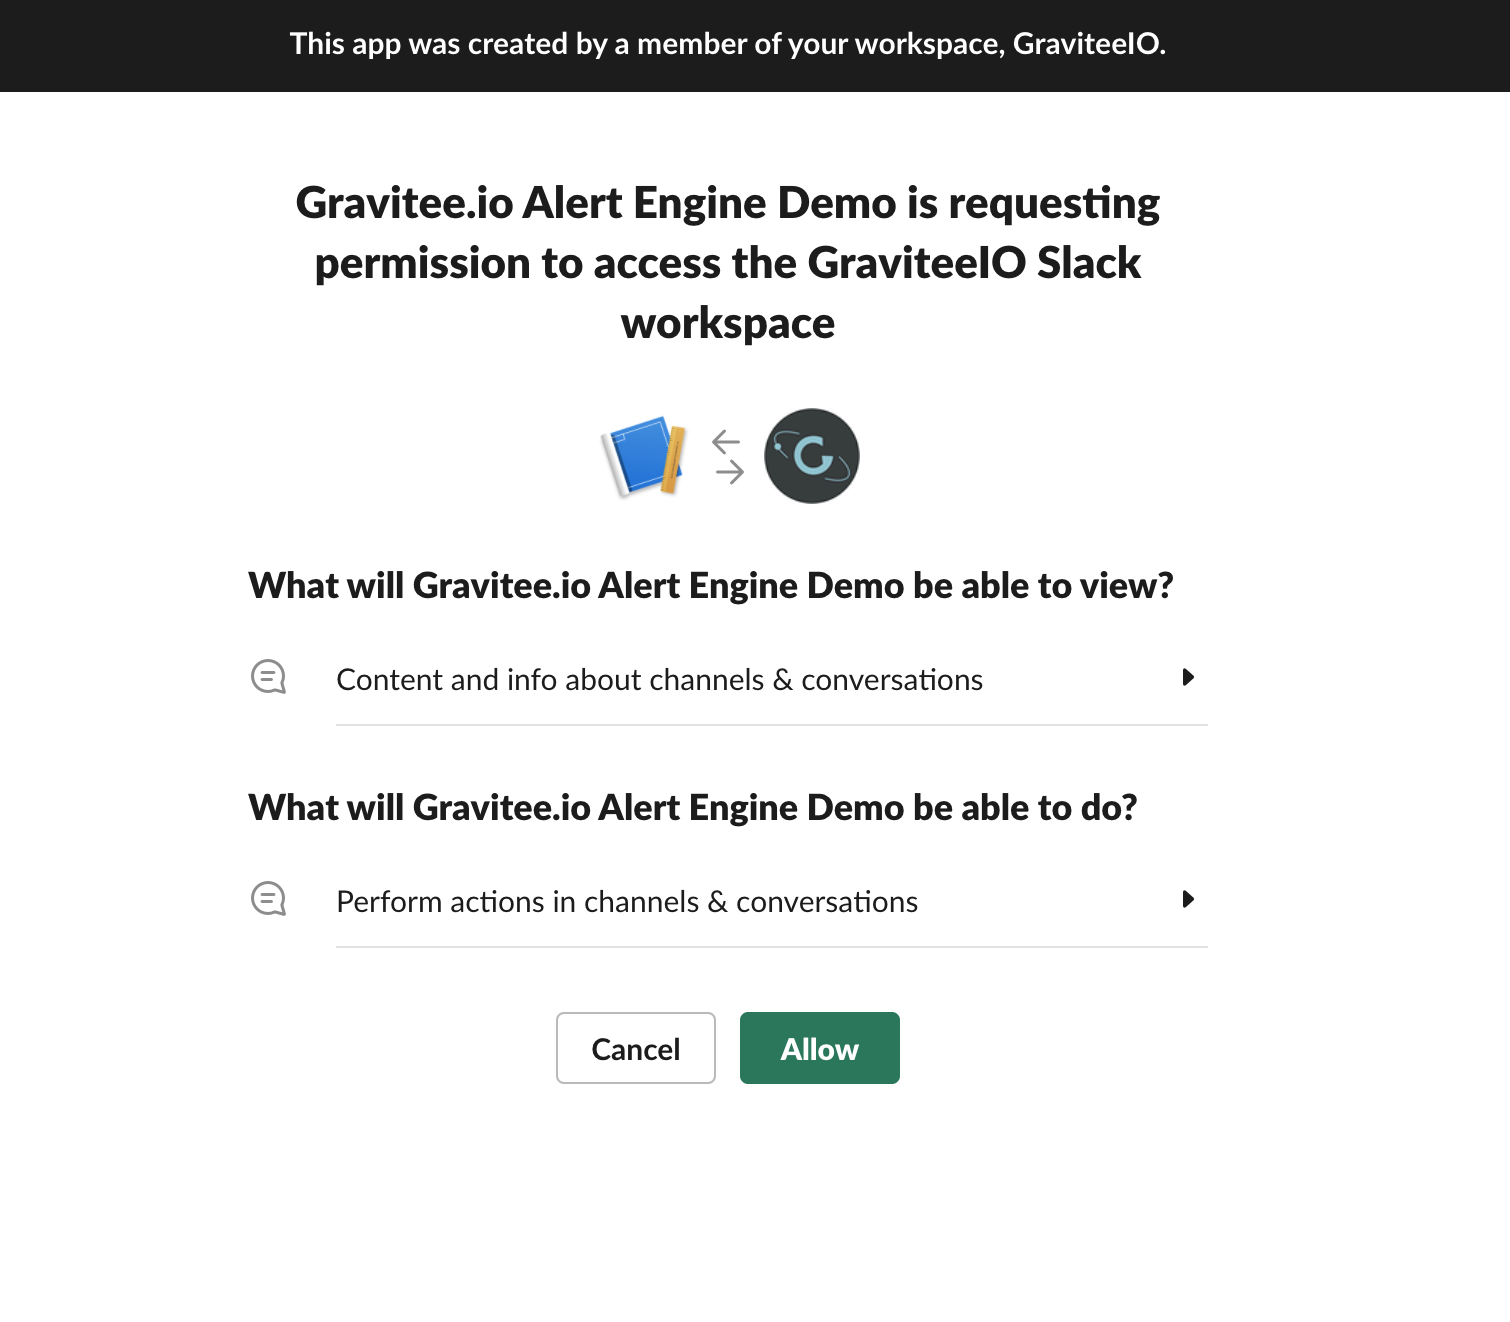 This app was created by a member of your workspace, GraviteeIO.
Gravitee.io Alert Engine Demo is requesting
permission to access the GraviteeIO Slack
workspace
What will Gravitee.io Alert Engine Demo be able to view?
Content and info about channels & conversations
What will Gravitee.io Alert Engine Demo be able to do?
Perform actions in channels & conversations
Cancel Allow